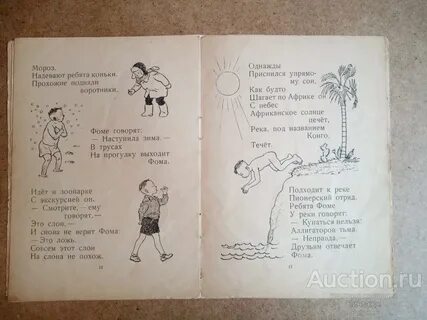 Мороз.
Надевают ребята коньки.
Прохожие подняли
воротники.
Фоме говорят:
— Наступила зима. —
В трусах
На прогулку выходит
Фома.
Идёт в зоопарке
С экскурсией он.
— Смотрите, — ему
говорят, —
Это слон. —
И снова не верит Фома:
— Это ложь.
Совсем этот слон
На слона не похож.
Однажды
Приснился упрямо-
му сон,
Как будто
Шагает по Африке он.
С небес
Африканское солнце
печёт,
Река, под названием
Конго,
Течёт.
Подходит к реке
Пионерский отряд.
Ребята Фоме
У реки говорят:
— Купаться нельзя:
Аллигаторов тьма.
— Неправда, —
Друзьям отвечает
Фома.
Auction.ru